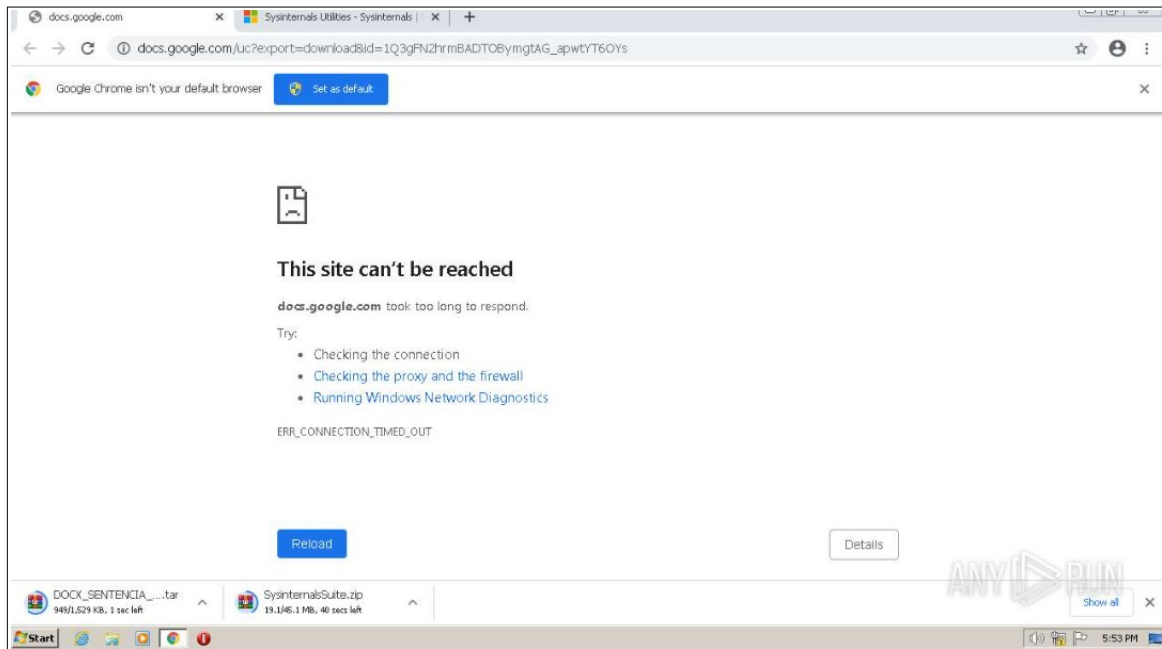 docs.google.com
Sysinternals Utilities - Sysinternals |
docs.google.com/uc?export=download&id=1Q3gFN2hrmBADTOBymgtAG_apwtYT6OYs
Google Chrome isn't your default browser
Set as default
This site can't be reached
docs.google.com took too long to respond.
Try:
• Checking the connection
• Checking the proxy and the firewall
• Running Windows Network Diagnostics
ERR_CONNECTION_TIMED_OUT
Reload
Details
ANY RUN
DOCX_SENTENCIA_....tar
949/1,529 KB, 1 sec left
SysinternalsSuite.zip
19.1/45.1 MB, 40 secs left
Show all
Start
5:53 PM